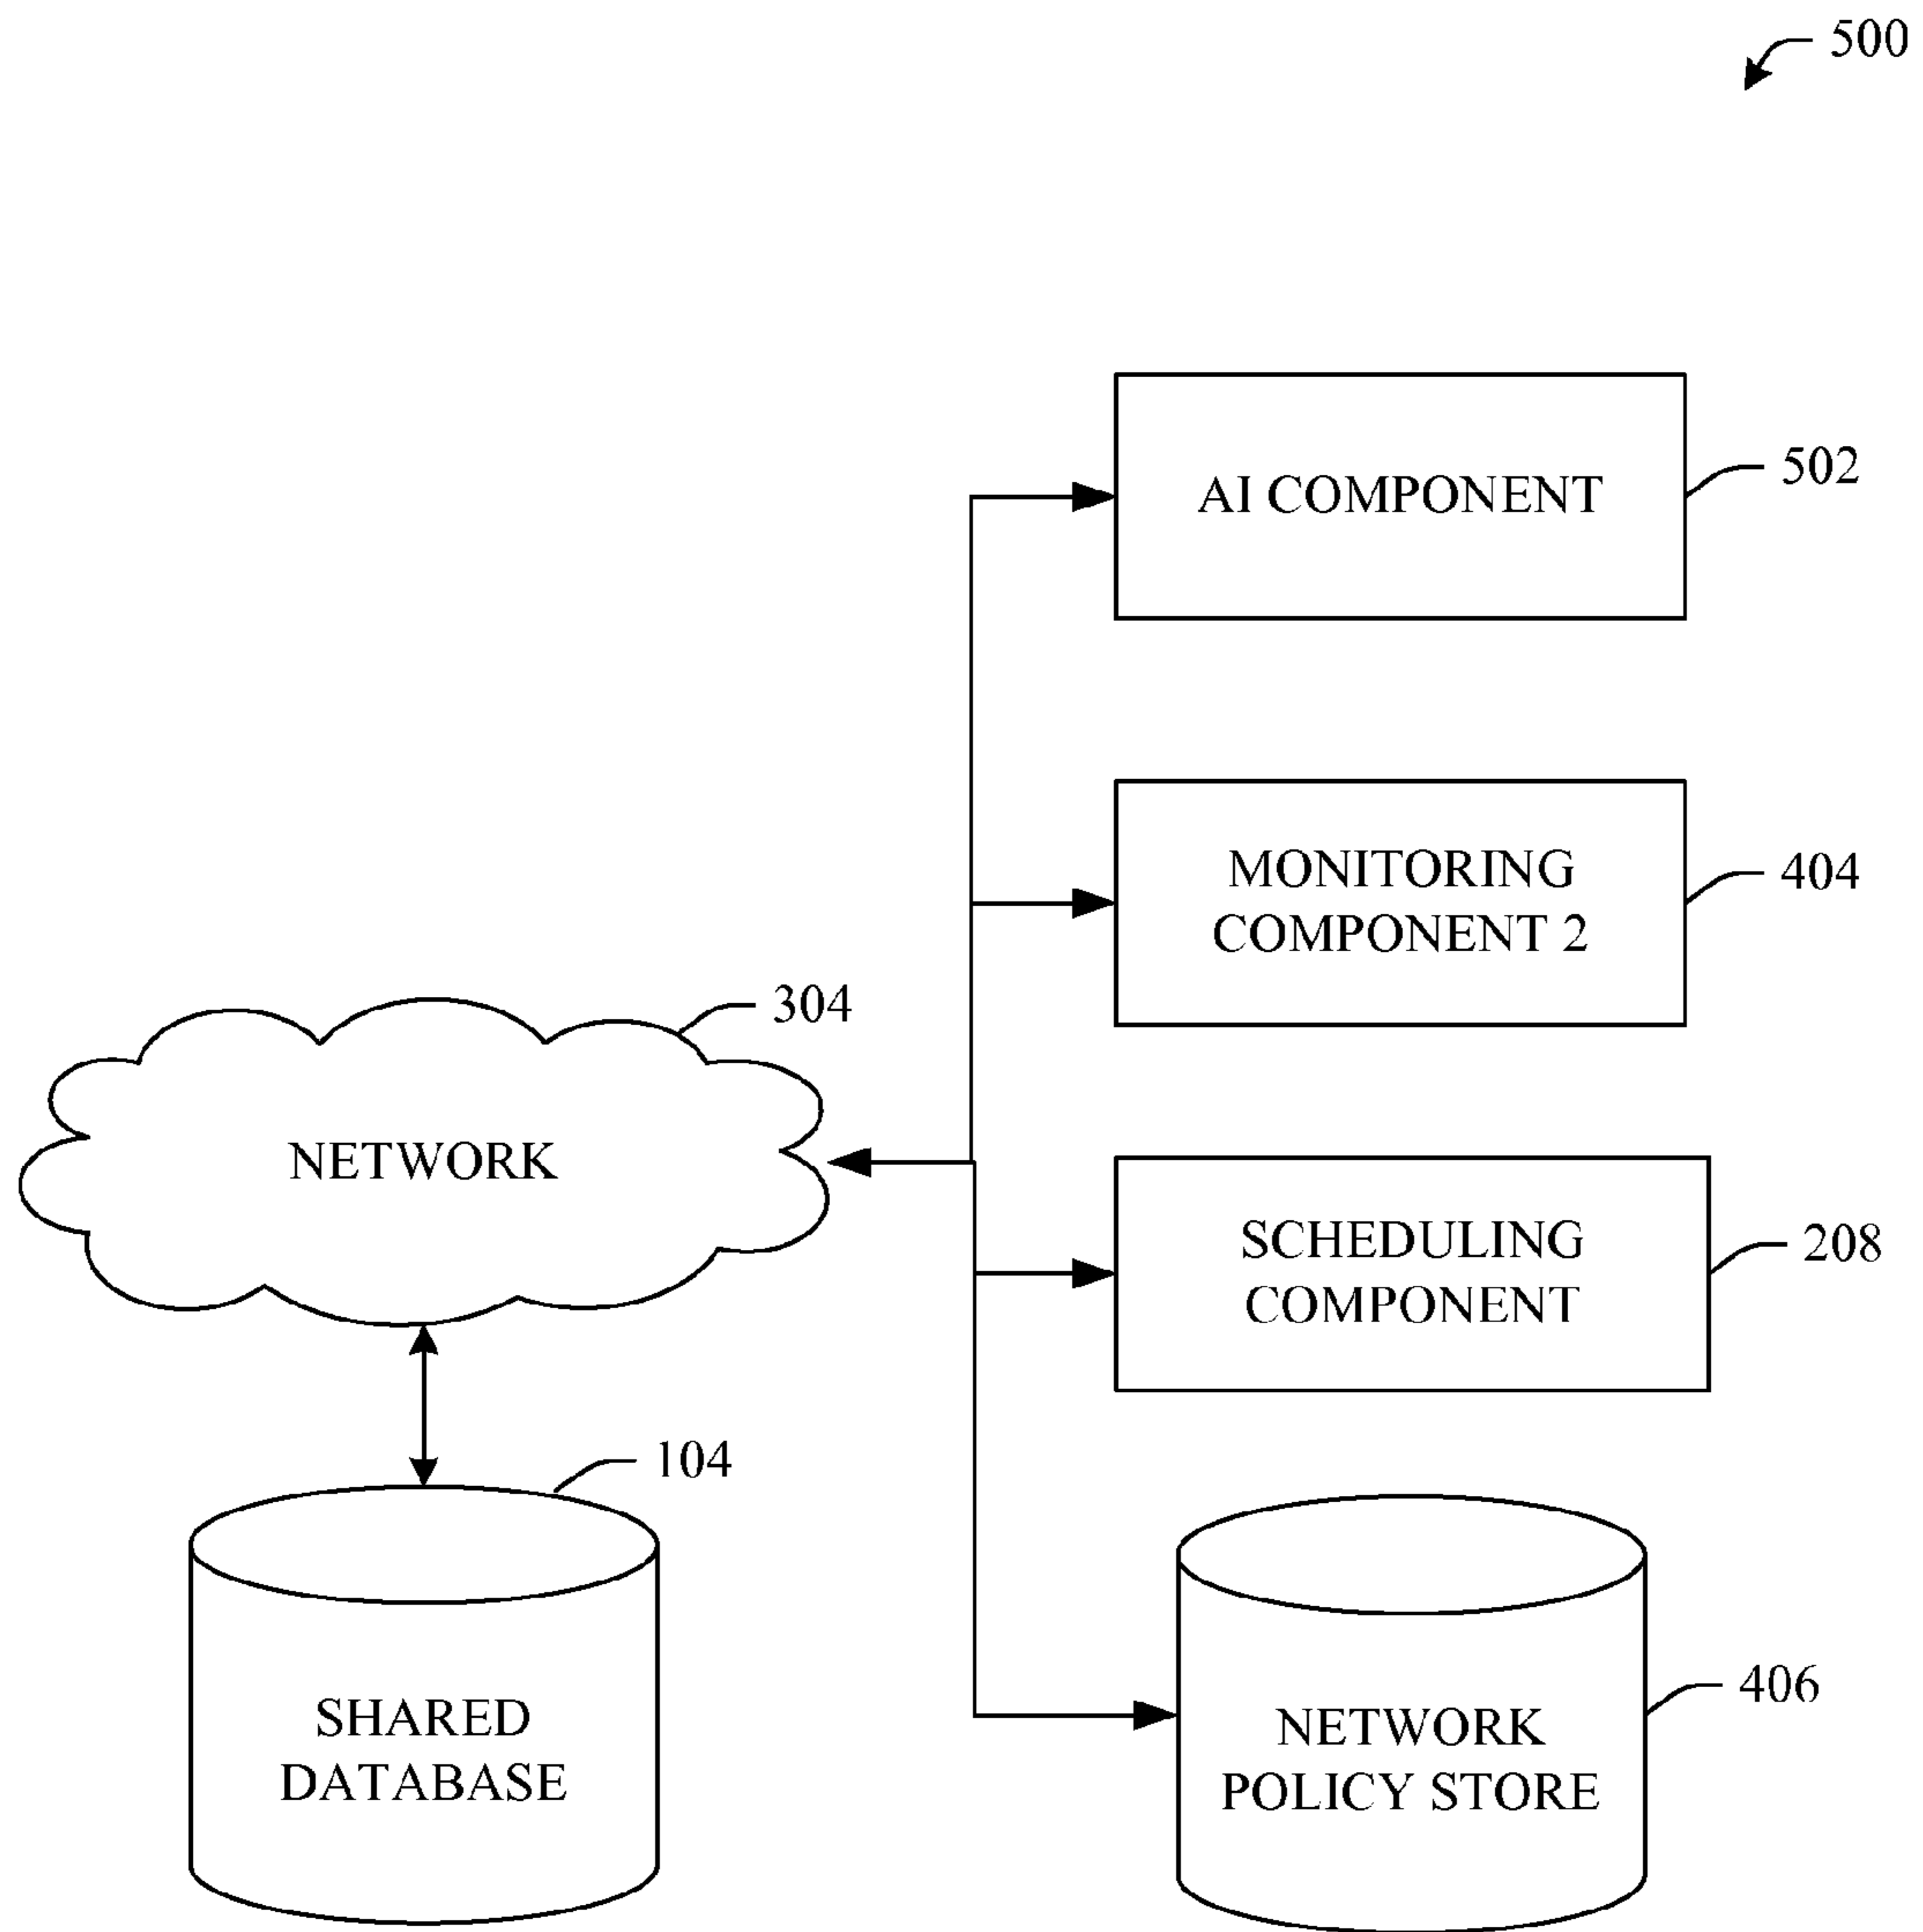 500
AI COMPONENT
502
MONITORING
COMPONENT 2
404
304
NETWORK
SCHEDULING
COMPONENT
208
104
SHARED
DATABASE
406
NETWORK
POLICY STORE